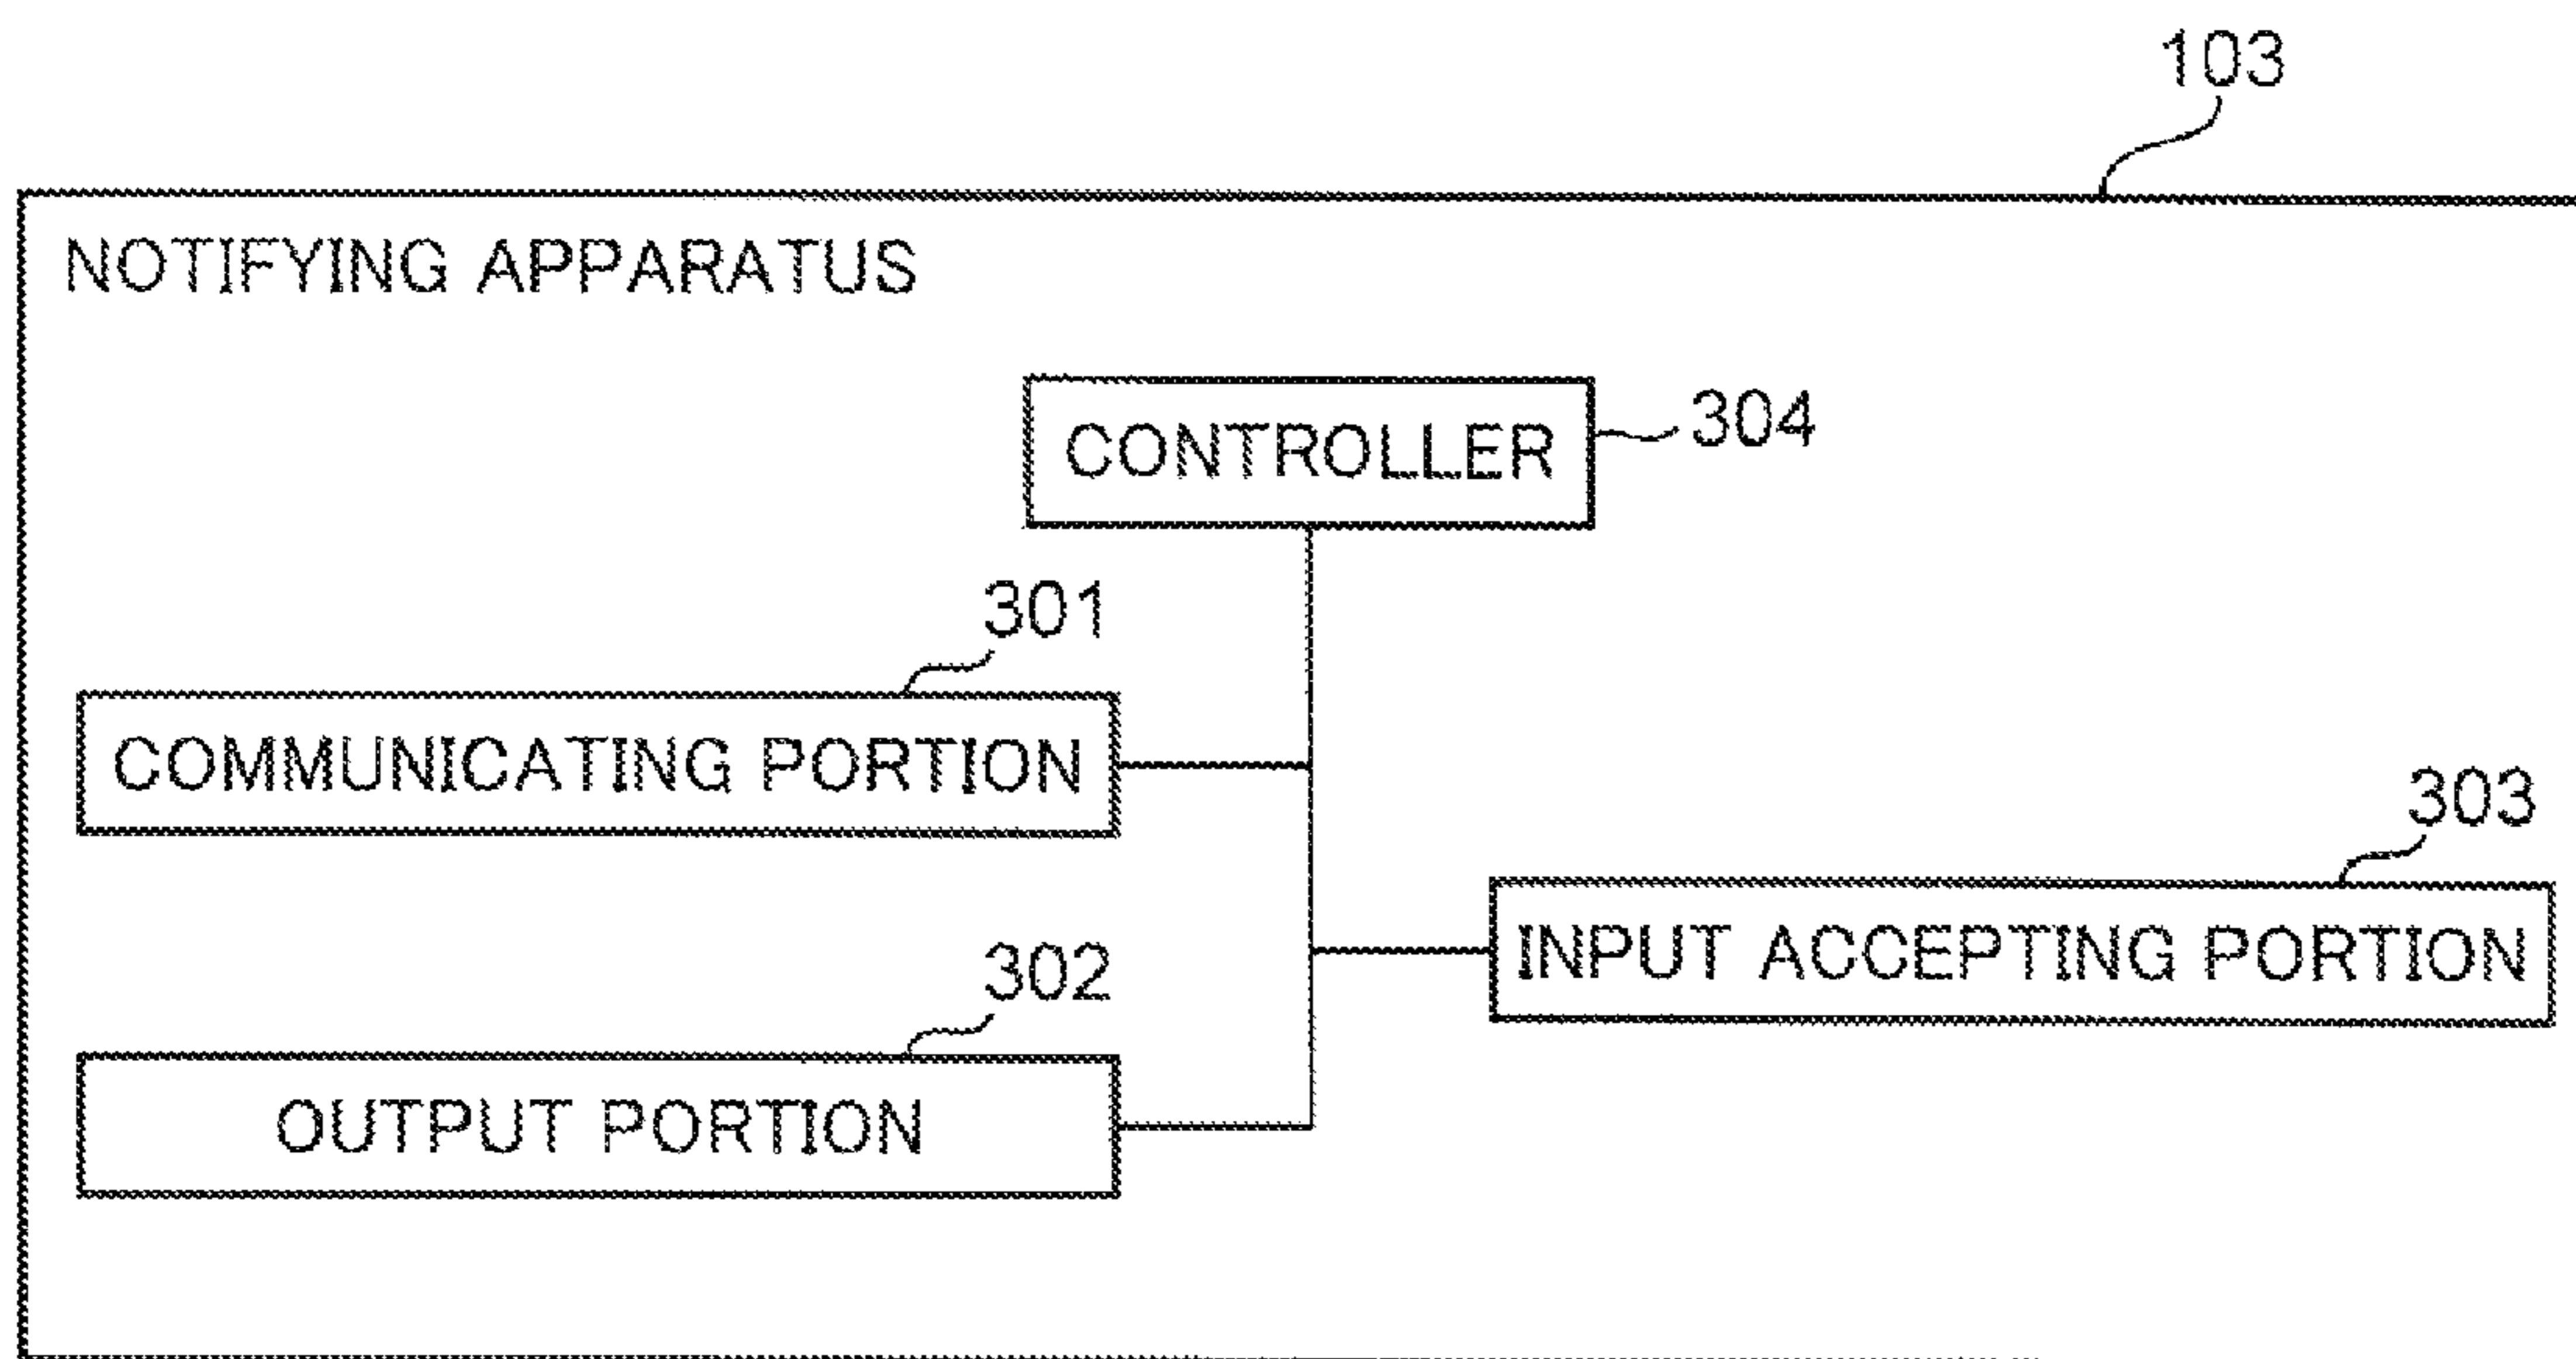 103
NOTIFYING APPARATUS
CONTROLLER
304
301
COMMUNICATING PORTION
303
INPUT ACCEPTING PORTION
302
OUTPUT PORTION